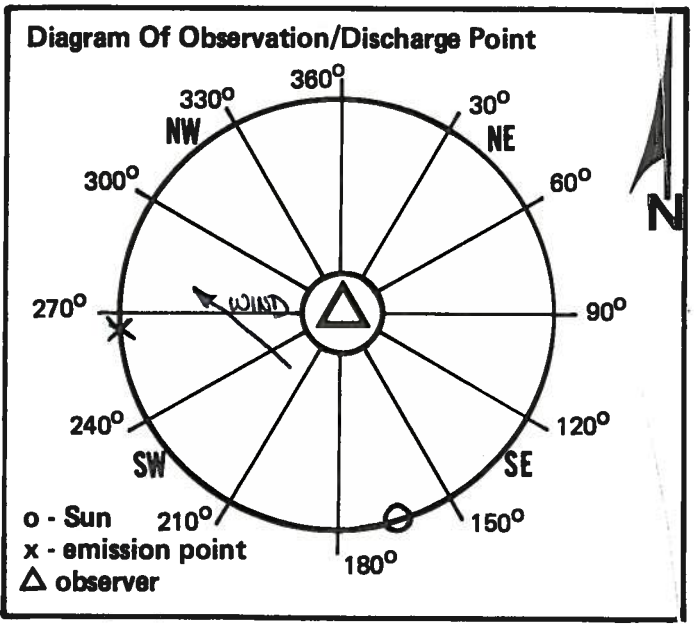 Diagram Of Observation/Discharge Point
360°
330°
30°
NW
NE
300°
60°
N
WIND
270°
90°
240°
120°
SW
SE
o - Sun
210°
150°
x - emission point
180°
△ observer